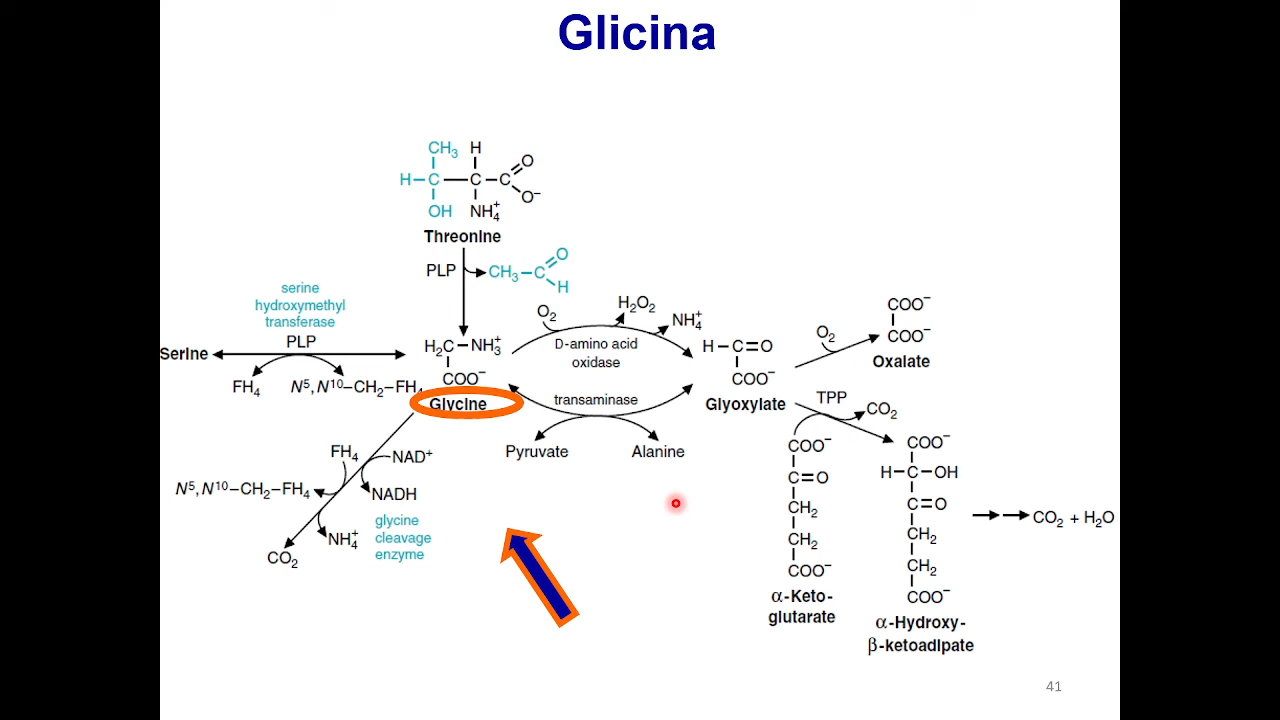 Glicina
CH3 H
H–C–C–C O
O−
OH NH4+
Threonine
PLP
CH3–C O
H
serine
hydroxymethyl
transferase
PLP
Serine
FH4
N5,N10–CH2–FH4
H2C–NH3+
COO−
Glycine
O2
H2O2
NH4+
D-amino acid
oxidase
transaminase
Pyruvate
Alanine
H–C=O
COO−
Glyoxylate
O2
COO−
COO−
Oxalate
TPP
CO2
COO−
C=O
CH2
CH2
COO−
α-Keto-
glutarate
COO−
H–C–OH
C=O
CH2
CH2
COO−
α-Hydroxy-
β-ketoadipate
CO2 + H2O
FH4
NAD+
N5,N10–CH2–FH4
NADH
NH4+
CO2
glycine
cleavage
enzyme
41